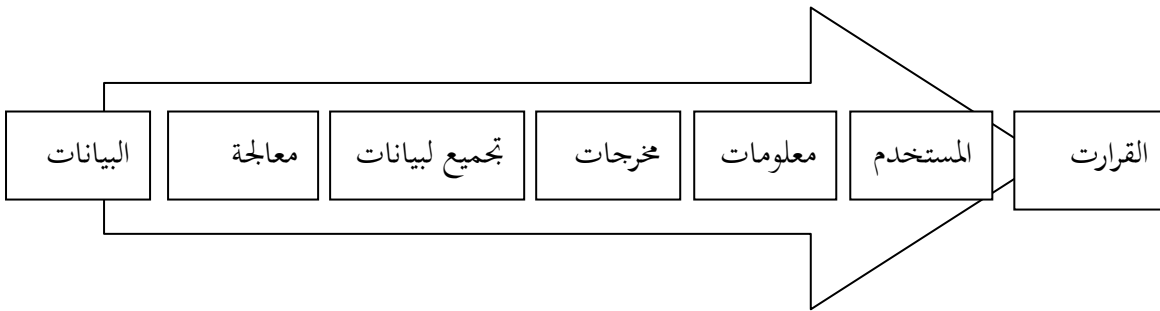 البيانات
معالجة
تجميع لبيانات
مخرجات
معلومات
المستخدم
القرارت